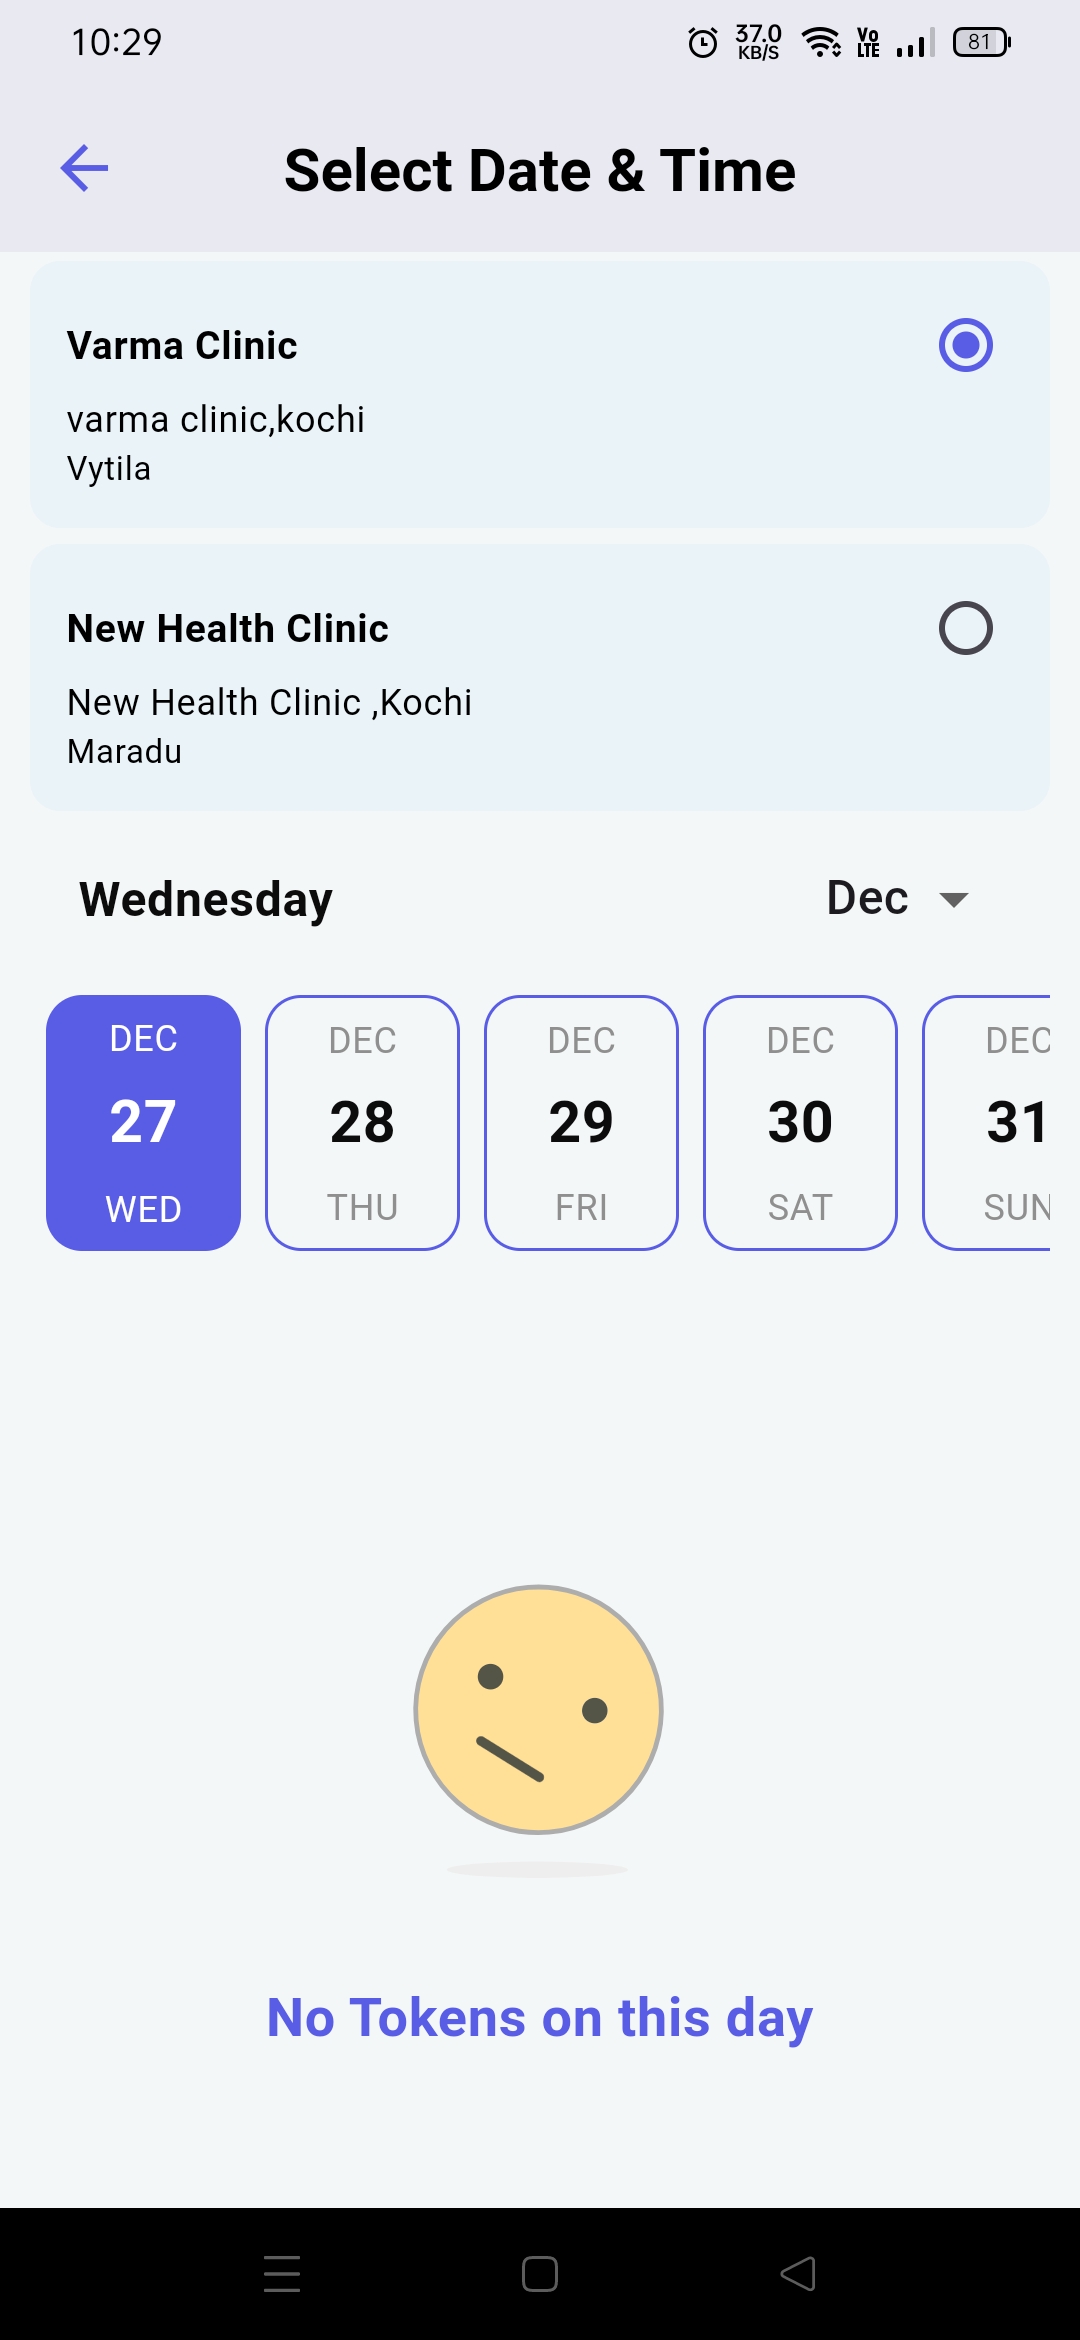 10:29
37.0
KB/S
Vo
LTE
81
Select Date & Time
Varma Clinic
varma clinic,kochi
Vytila
New Health Clinic
New Health Clinic ,Kochi
Maradu
Wednesday
Dec
DEC DEC DEC DEC DEC
27 28 29 30 31
WED THU FRI SAT SUN
No Tokens on this day